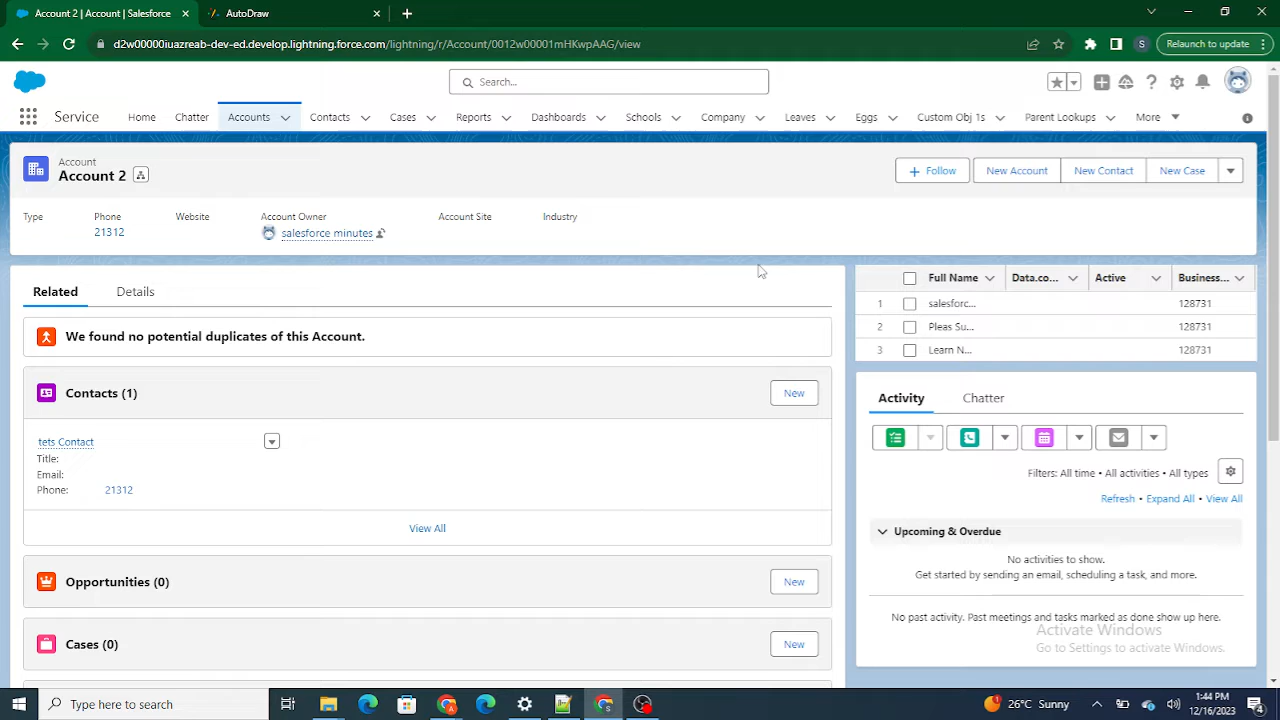 Account 2 | Account | Salesforce
AutoDraw
d2w00000iuazreab-dev-ed.develop.lightning.force.com/lightning/r/Account/0012w00001mHKwpAAG/view
S
Relaunch to update
Search...
Service
Home
Chatter
Accounts
Contacts
Cases
Reports
Dashboards
Schools
Company
Leaves
Eggs
Custom Obj 1s
Parent Lookups
More
Account
Account 2
Follow
New Account
New Contact
New Case
Type
Phone
Website
Account Owner
Account Site
Industry
21312
salesforce minutes
Related
Details
We found no potential duplicates of this Account.
Contacts (1)
New
tets Contact
Title:
Email:
Phone: 21312
View All
Opportunities (0)
New
Cases (0)
New
Full Name
Data.co...
Active
Business...
1 salesforc... 128731
2 Pleas Su... 128731
3 Learn N... 128731
Activity
Chatter
Filters: All time • All activities • All types
Refresh • Expand All • View All
Upcoming & Overdue
No activities to show.
Get started by sending an email, scheduling a task, and more.
No past activity. Past meetings and tasks marked as done show up here.
Activate Windows
Go to Settings to activate Windows.
Type here to search
26°C Sunny
1:44 PM
12/16/2023
4